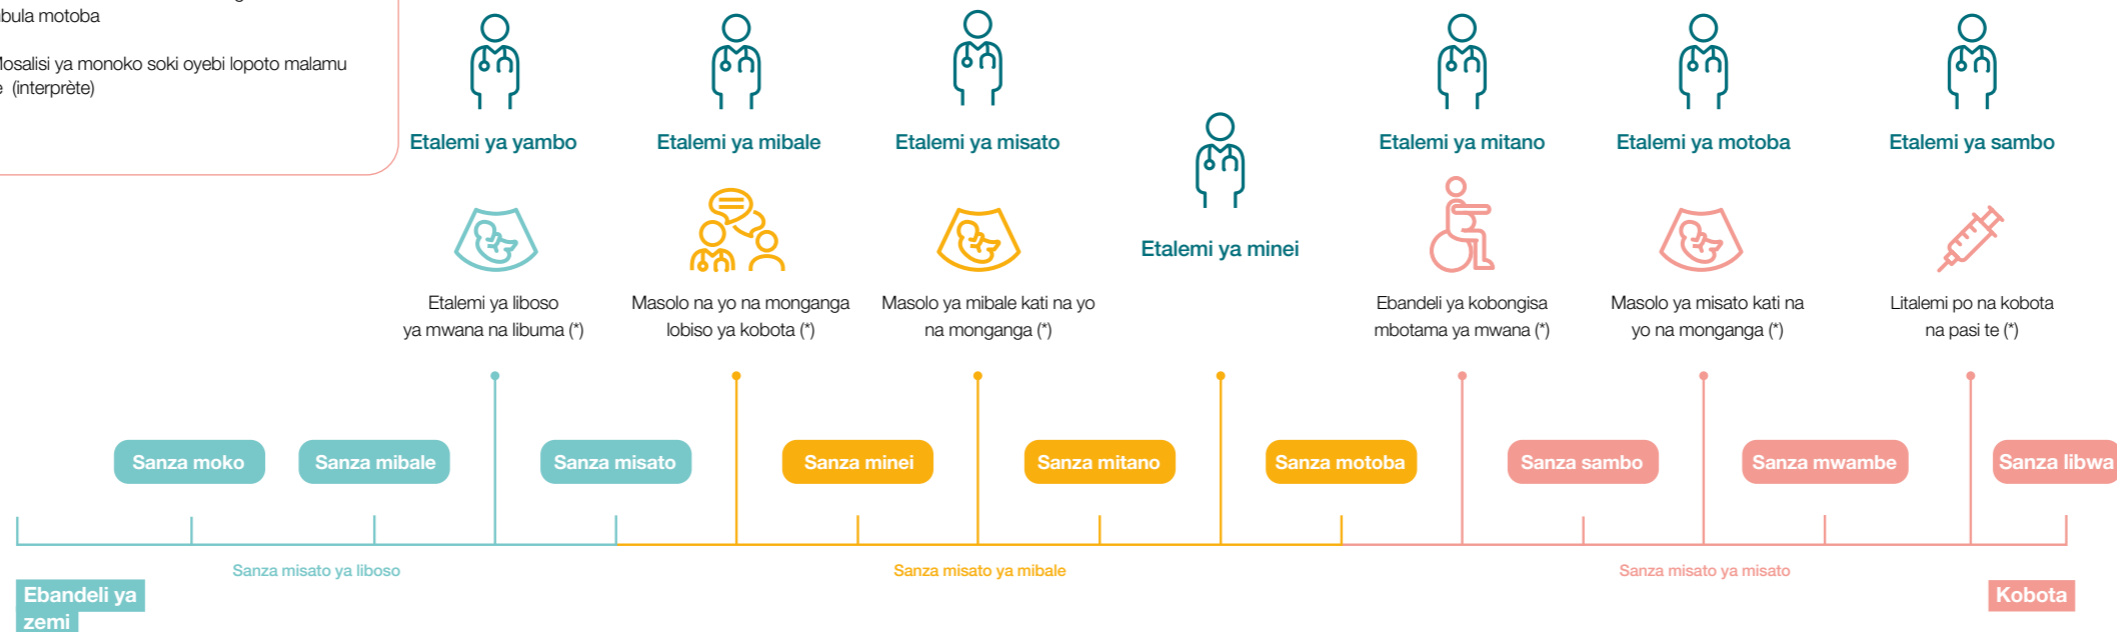 motoba
monoko soki oyebi lopoto malamu
(interprète)
Etalemi ya yambo
Etalemi ya mibale
Etalemi ya misato
Etalemi ya minei
Etalemi ya mitano
Etalemi ya motoba
Etalemi ya sambo
Etalemi ya liboso
ya mwana na libuma (*)
Masolo na yo na monganga
lobiso ya kobota (*)
Masolo ya mibale kati na yo
na monganga (*)
Ebandeli ya kobongisa
mbotama ya mwana (*)
Masolo ya misato kati na
yo na monganga (*)
Litalemi po na kobota
na pasi te (*)
Sanza moko
Sanza mibale
Sanza misato
Sanza minei
Sanza mitano
Sanza motoba
Sanza sambo
Sanza mwambe
Sanza libwa
Sanza misato ya liboso
Sanza misato ya mibale
Sanza misato ya misato
Ebandeli ya
zemi
Kobota